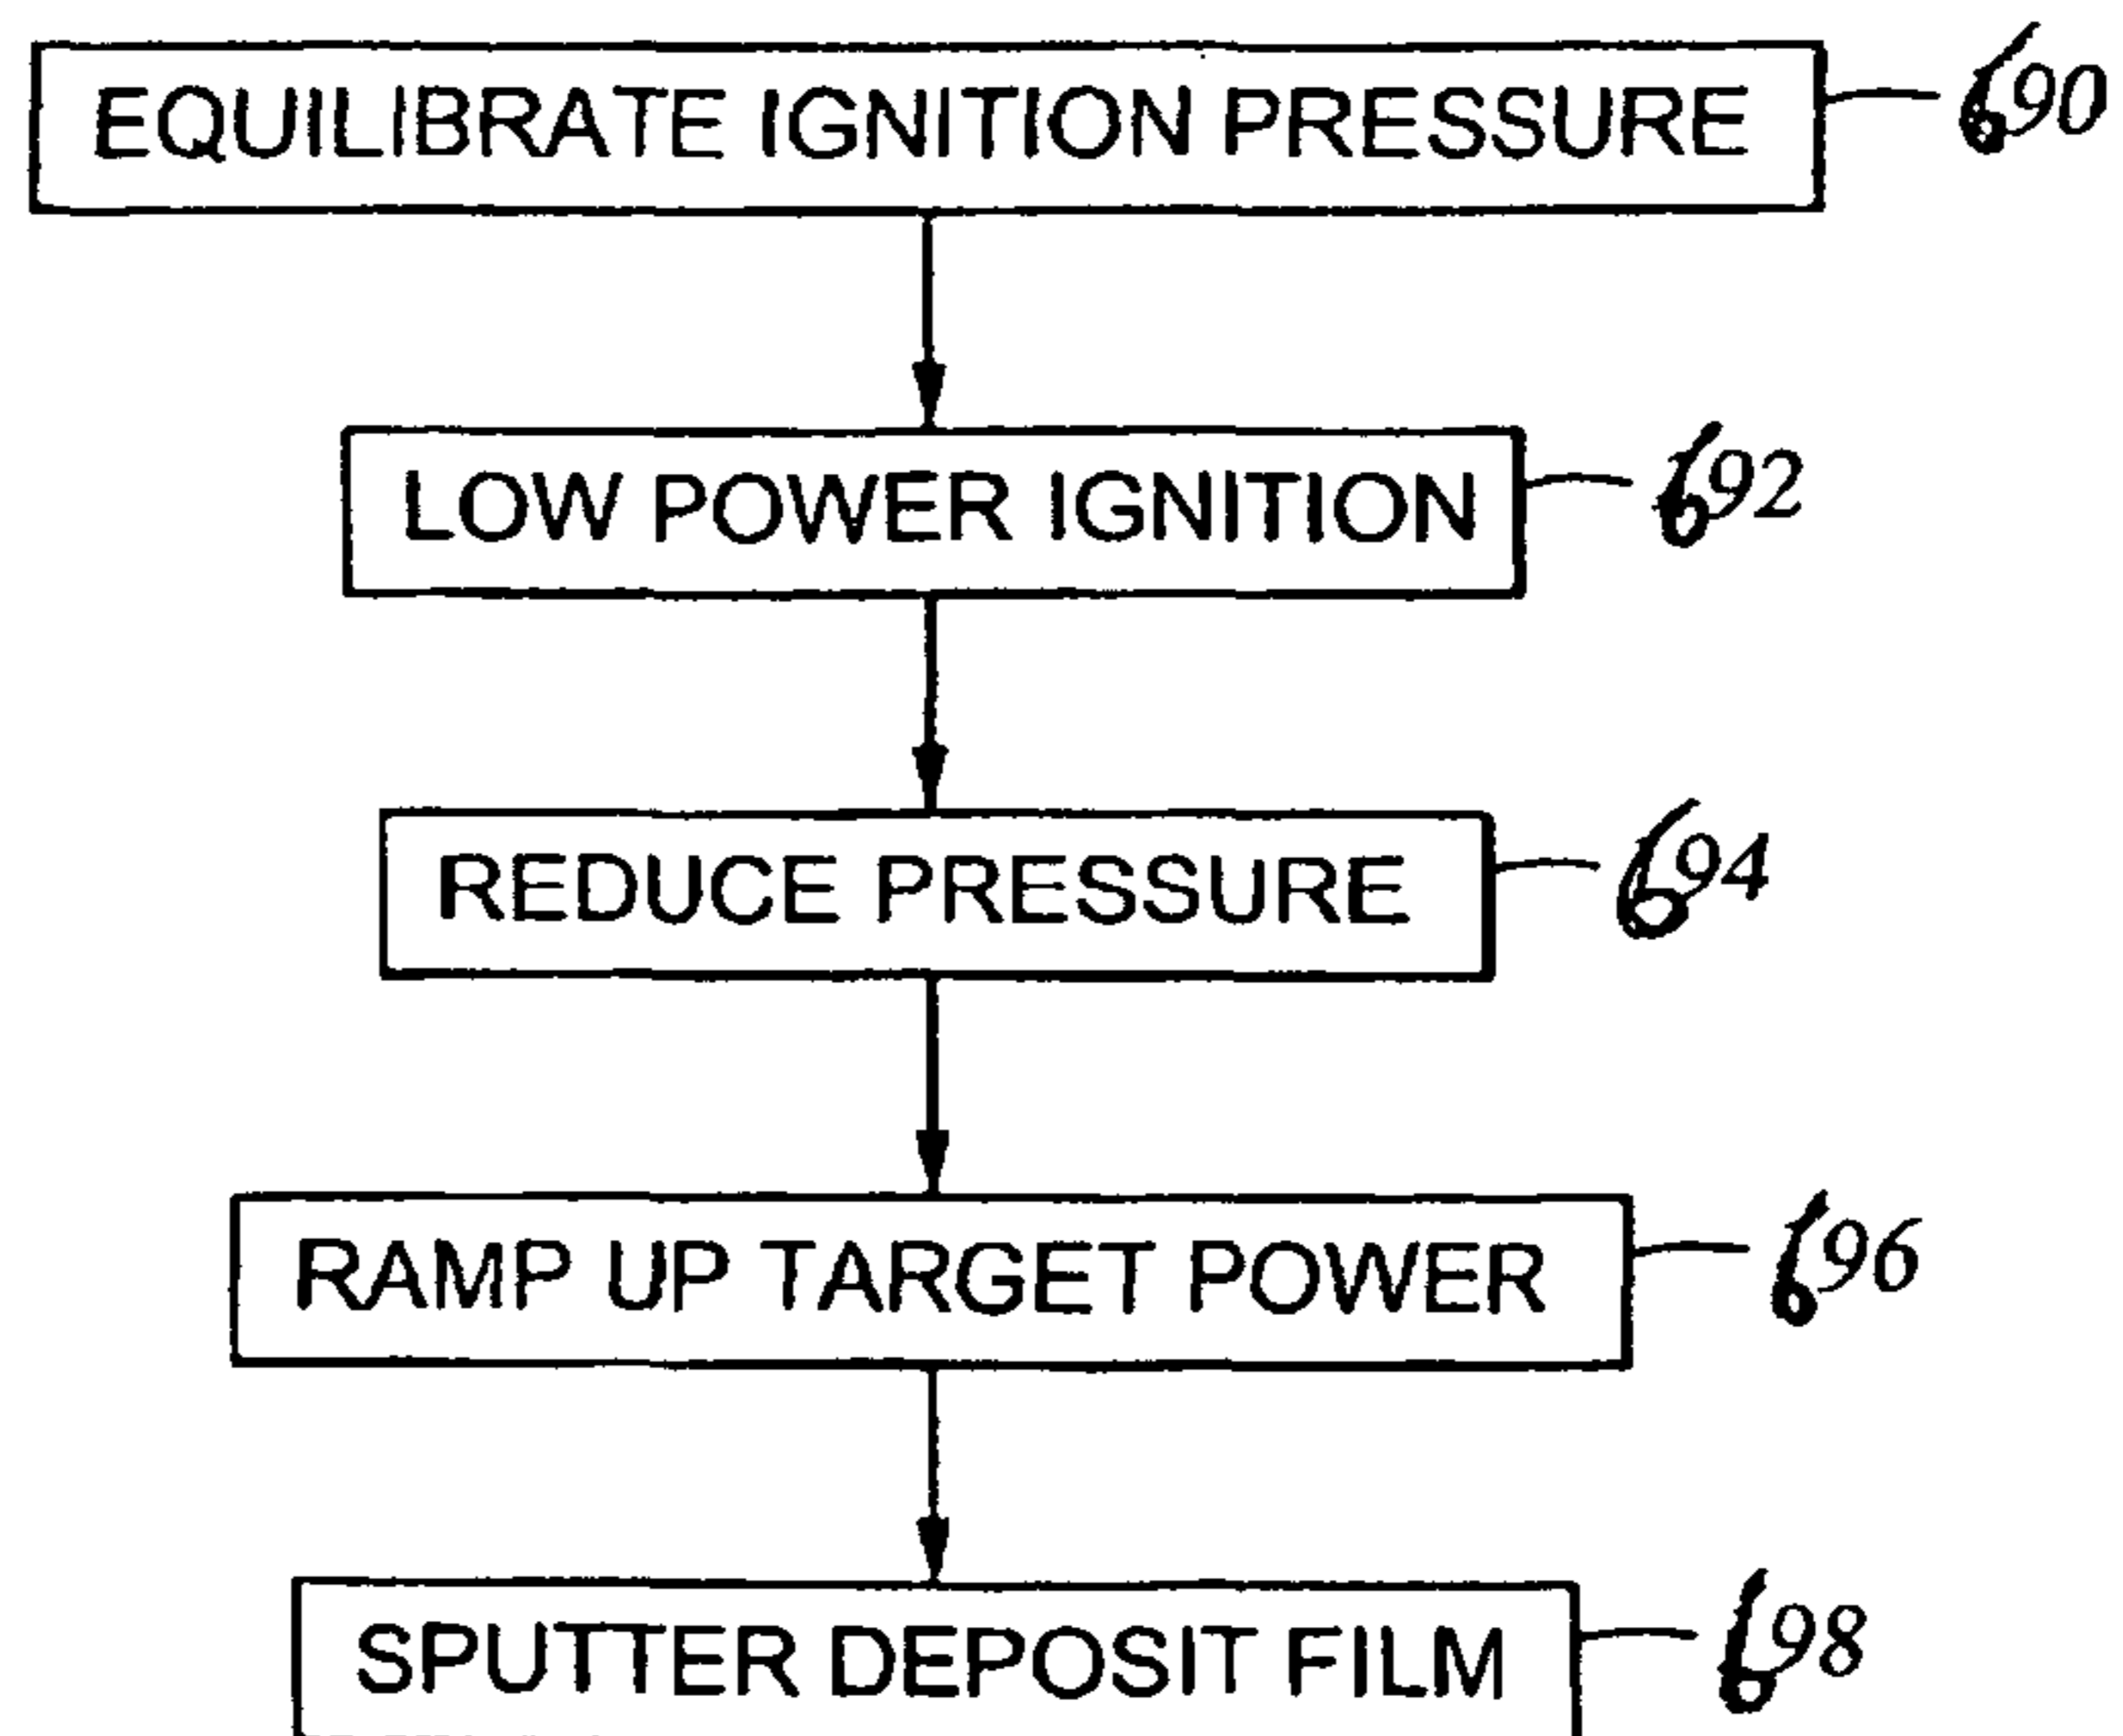 EQUILIBRATE IGNITION PRESSURE 690
LOW POWER IGNITION 692
REDUCE PRESSURE 694
RAMP UP TARGET POWER 696
SPUTTER DEPOSIT FILM 698